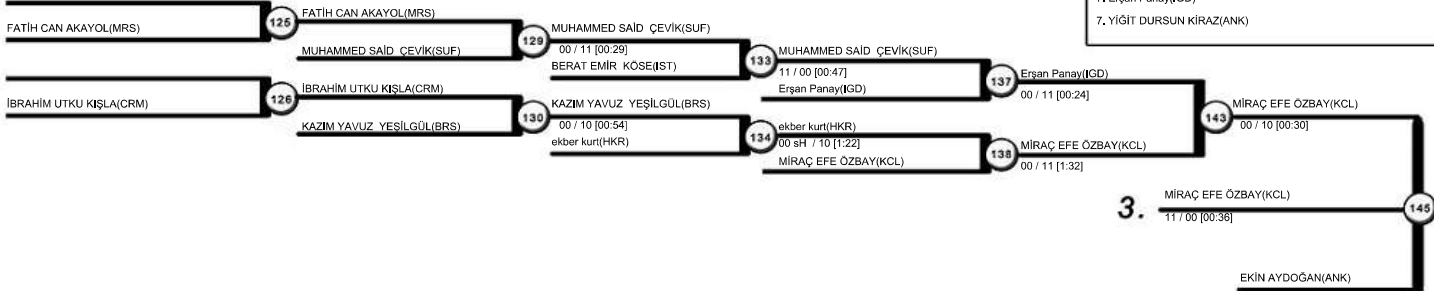 FATİH CAN AKAYOL(MRS)
125
FATİH CAN AKAYOL(MRS)
MUHAMMED SAİD ÇEVİK(SUF)
129
MUHAMMED SAİD ÇEVİK(SUF)
00 / 11 [00:29]
BERAT EMİR KÖSE(IST)
133
MUHAMMED SAİD ÇEVİK(SUF)
11 / 00 [00:47]
Erşan Panay(IGD)
137
Erşan Panay(IGD)
00 / 11 [00:24]
7. YİĞİT DURSUN KİRAZ(ANK)
İBRAHİM UTKU KIŞLA(CRM)
126
İBRAHİM UTKU KIŞLA(CRM)
KAZIM YAVUZ YEŞİLGÜL(BRS)
130
KAZIM YAVUZ YEŞİLGÜL(BRS)
00 / 10 [00:54]
ekber kurt(HKR)
134
ekber kurt(HKR)
00 sH / 10 [1:22]
MİRAÇ EFE ÖZBAY(KCL)
138
MİRAÇ EFE ÖZBAY(KCL)
00 / 11 [1:32]
143
MİRAÇ EFE ÖZBAY(KCL)
00 / 10 [00:30]
3.
MİRAÇ EFE ÖZBAY(KCL)
11 / 00 [00:36]
145
EKİN AYDOĞAN(ANK)